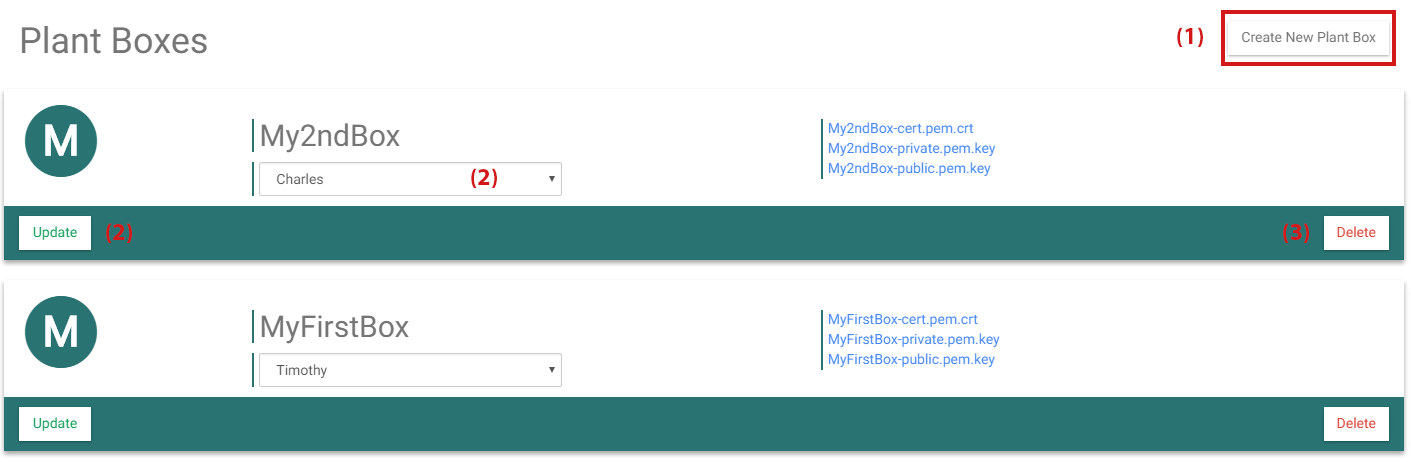 Plant Boxes
(1)
Create New Plant Box
M
My2ndBox
Charles
(2)
My2ndBox-cert.pem.crt
My2ndBox-private.pem.key
My2ndBox-public.pem.key
Update
(2)
(3)
Delete
M
MyFirstBox
Timothy
MyFirstBox-cert.pem.crt
MyFirstBox-private.pem.key
MyFirstBox-public.pem.key
Update
Delete